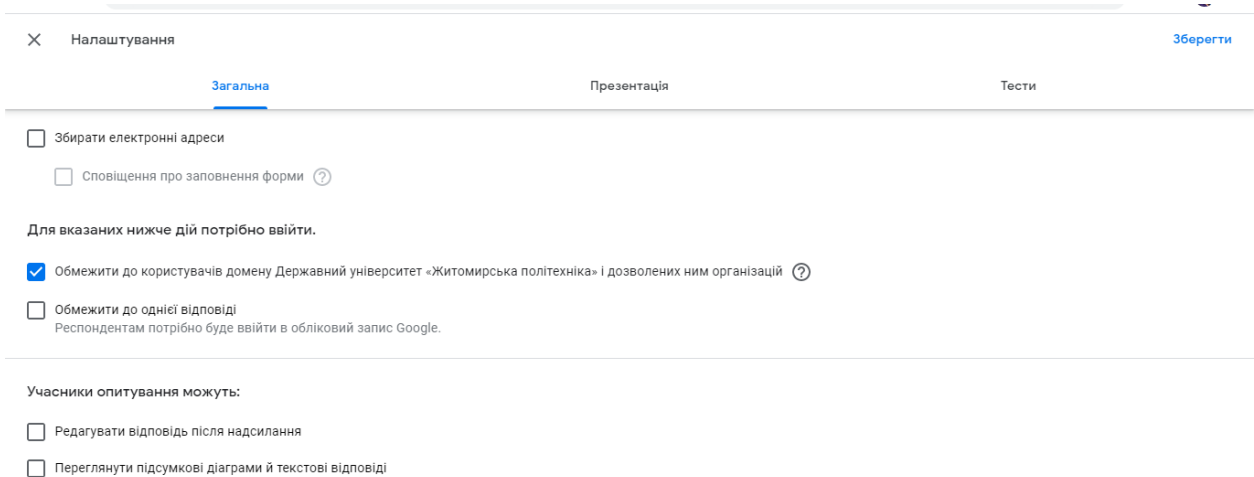 Налаштування
Зберегти
Загальна
Презентація
Тести
Збирати електронні адреси
Сповіщення про заповнення форми ?
Для вказаних нижче дій потрібно ввійти.
Обмежити до користувачів домену Державний університет «Житомирська політехніка» і дозволених ним організацій ?
Обмежити до однієї відповіді
Респондентам потрібно буде ввійти в обліковий запис Google.
Учасники опитування можуть:
Редагувати відповідь після надсилання
Переглянути підсумкові діаграми й текстові відповіді